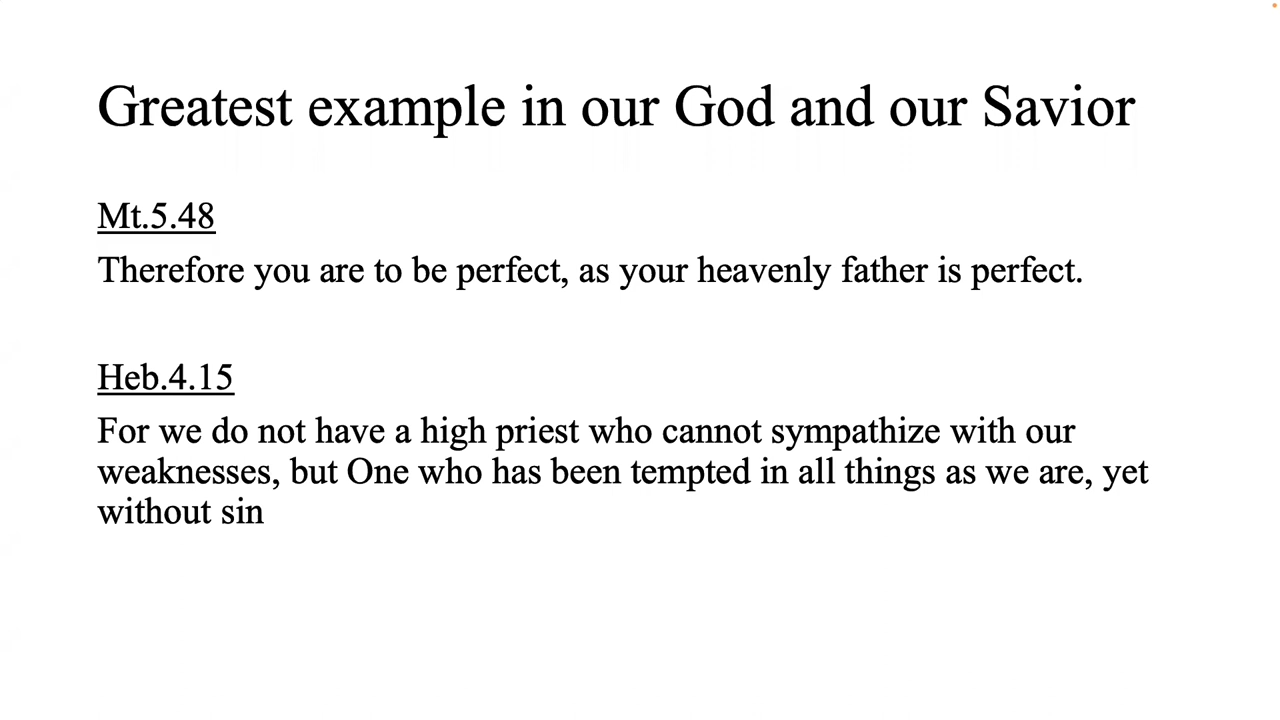 Greatest example in our God and our Savior
Mt.5.48
Therefore you are to be perfect, as your heavenly father is perfect.
Heb.4.15
For we do not have a high priest who cannot sympathize with our
weaknesses, but One who has been tempted in all things as we are, yet
without sin